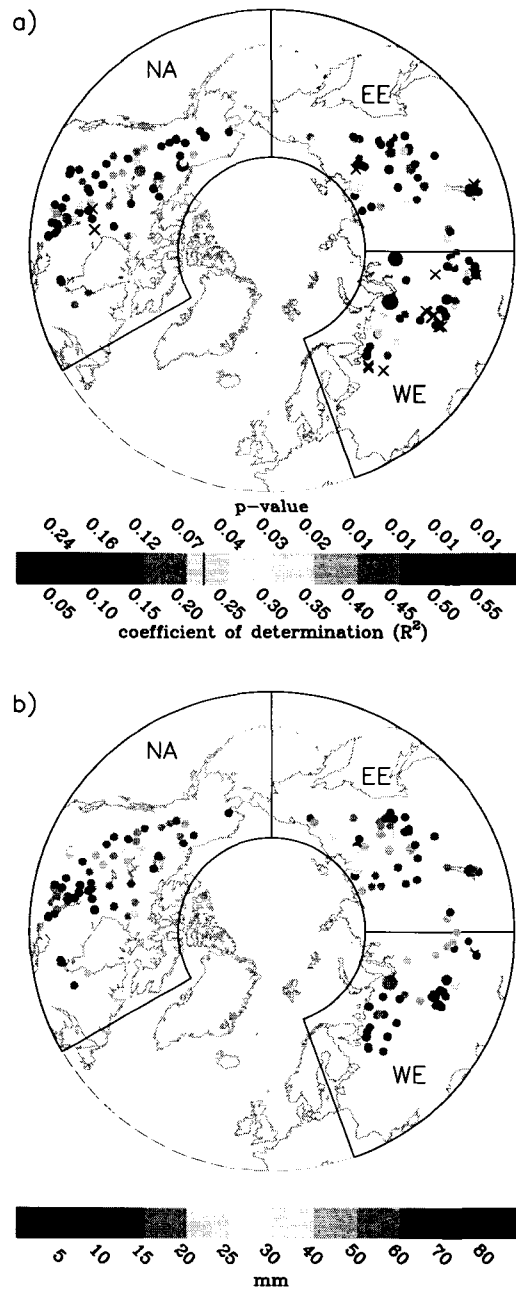 a)
NA
EE
WE
p-value
0.24 0.16 0.12 0.07 0.04 0.03 0.02 0.01 0.01 0.01 0.01
0.05 0.10 0.15 0.20 0.25 0.30 0.35 0.40 0.45 0.50 0.55
coefficient of determination (R²)
b)
NA
EE
WE
5 10 15 20 25 30 40 50 60 70 80
mm